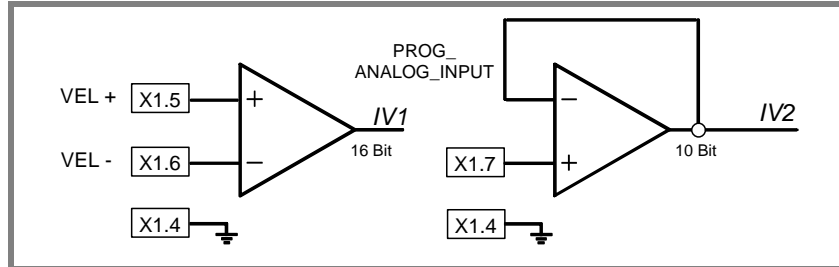 VEL + X1.5 + IV1
16 Bit
VEL - X1.6 −
X1.4
PROG_
ANALOG_INPUT
− IV2
10 Bit
X1.7 +
X1.4